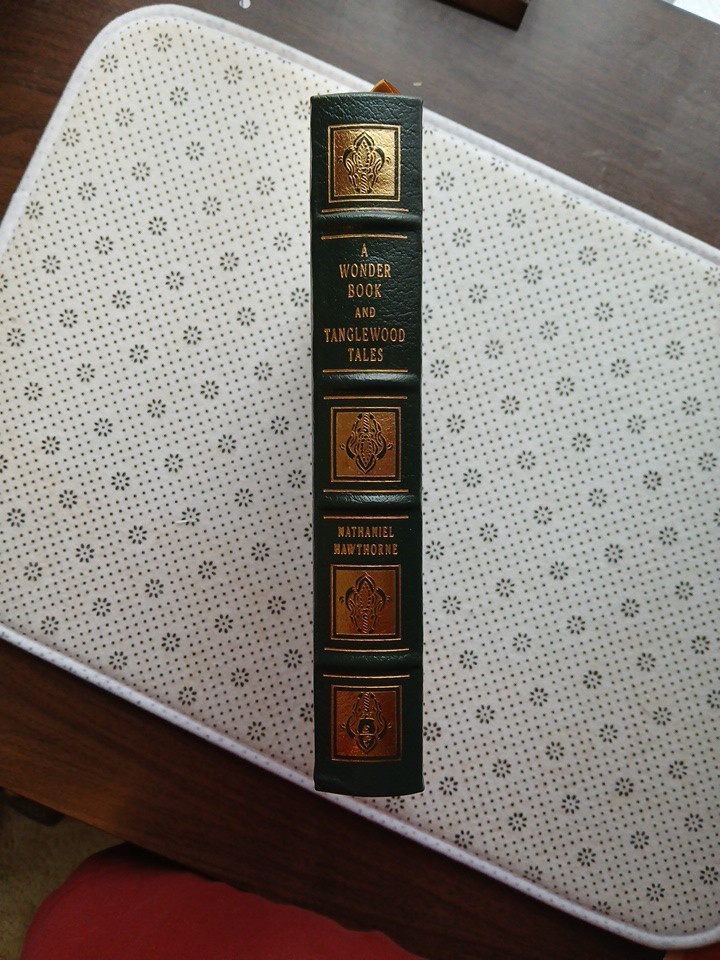 A
WONDER
BOOK
AND
TANGLEWOOD
TALES
NATHANIEL
HAWTHORNE